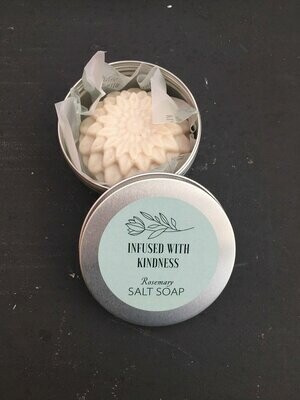 INFUSED WITH
KINDNESS
Rosemary
SALT SOAP